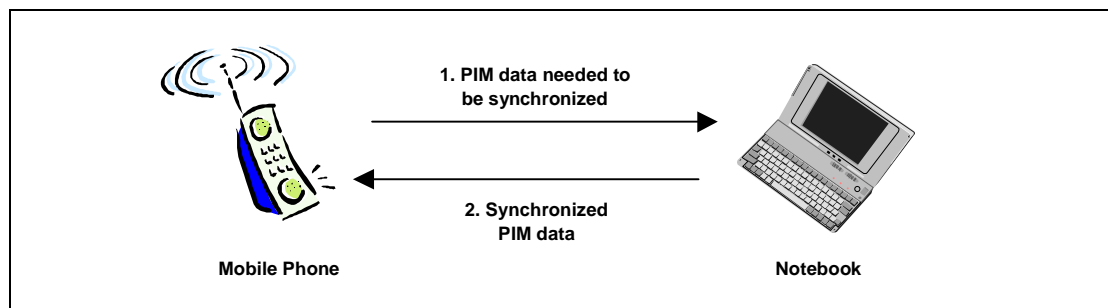 1. PIM data needed to
be synchronized
2. Synchronized
PIM data
Mobile Phone
Notebook